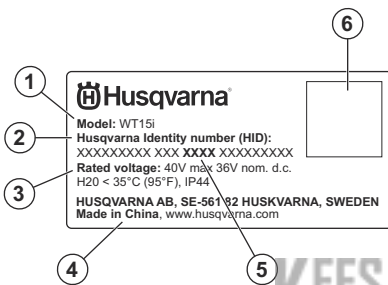 6
1
Husqvarna
Model: WT15i
2
Husqvarna Identity number (HID):
XXXXXXXXX XXX XXXX XXXXXXXXX
3
Rated voltage: 40V max 36V nom. d.c.
H20 < 35°C (95°F), IP44
HUSQVARNA AB, SE-561 82 HUSKVARNA, SWEDEN
Made in China, www.husqvarna.com
4
5